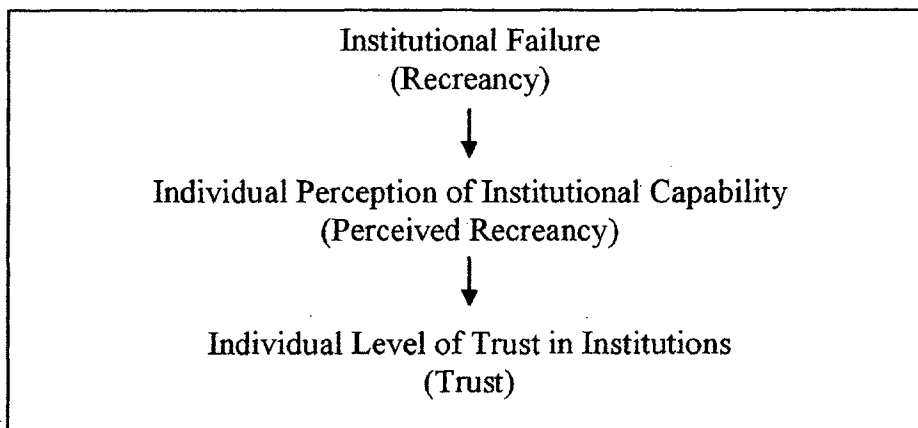 Institutional Failure
(Recreancy)
Individual Perception of Institutional Capability
(Perceived Recreancy)
Individual Level of Trust in Institutions
(Trust)